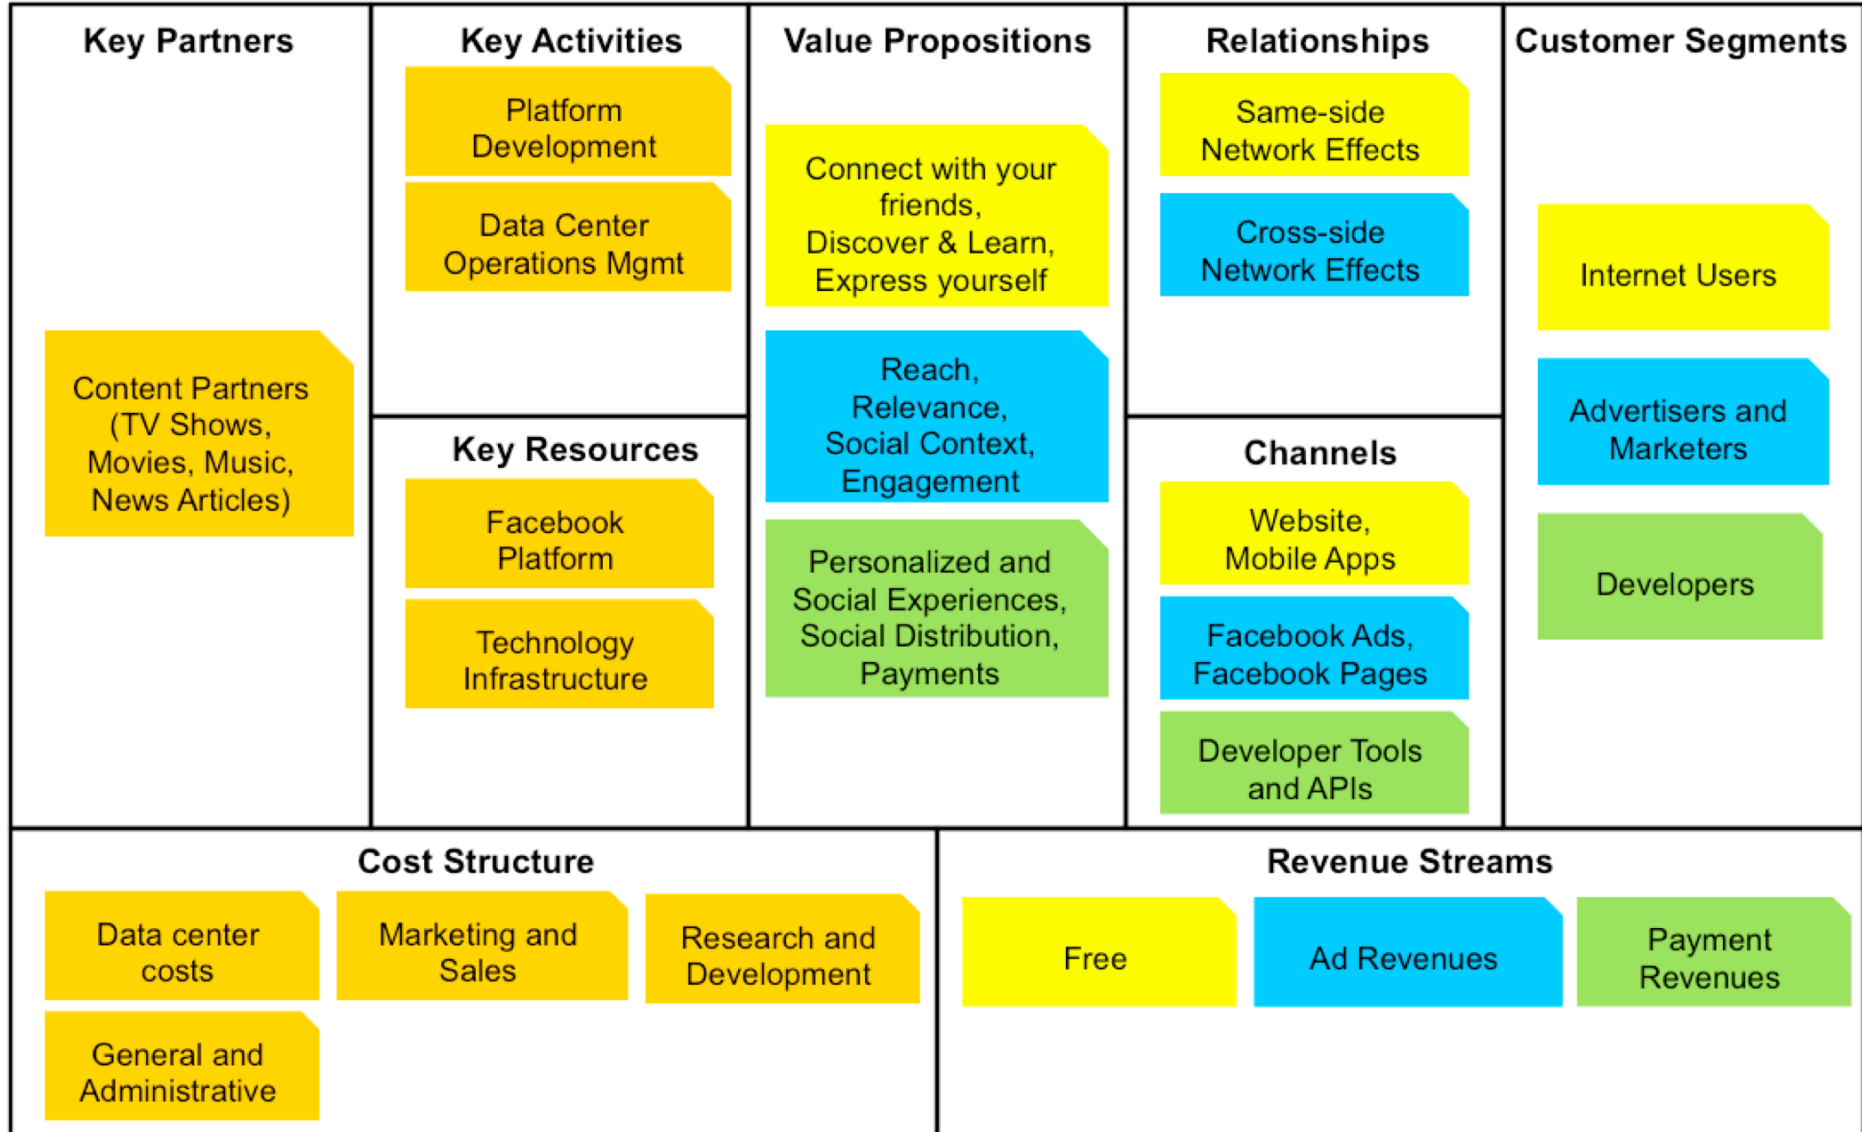 Key Partners
Content Partners
(TV Shows,
Movies, Music,
News Articles)
Key Activities
Platform
Development
Data Center
Operations Mgmt
Key Resources
Facebook
Platform
Technology
Infrastructure
Value Propositions
Connect with your
friends,
Discover & Learn,
Express yourself
Reach,
Relevance,
Social Context,
Engagement
Personalized and
Social Experiences,
Social Distribution,
Payments
Relationships
Same-side
Network Effects
Cross-side
Network Effects
Channels
Website,
Mobile Apps
Facebook Ads,
Facebook Pages
Developer Tools
and APIs
Customer Segments
Internet Users
Advertisers and
Marketers
Developers
Cost Structure
Data center
costs
Marketing and
Sales
Research and
Development
General and
Administrative
Revenue Streams
Free
Ad Revenues
Payment
Revenues